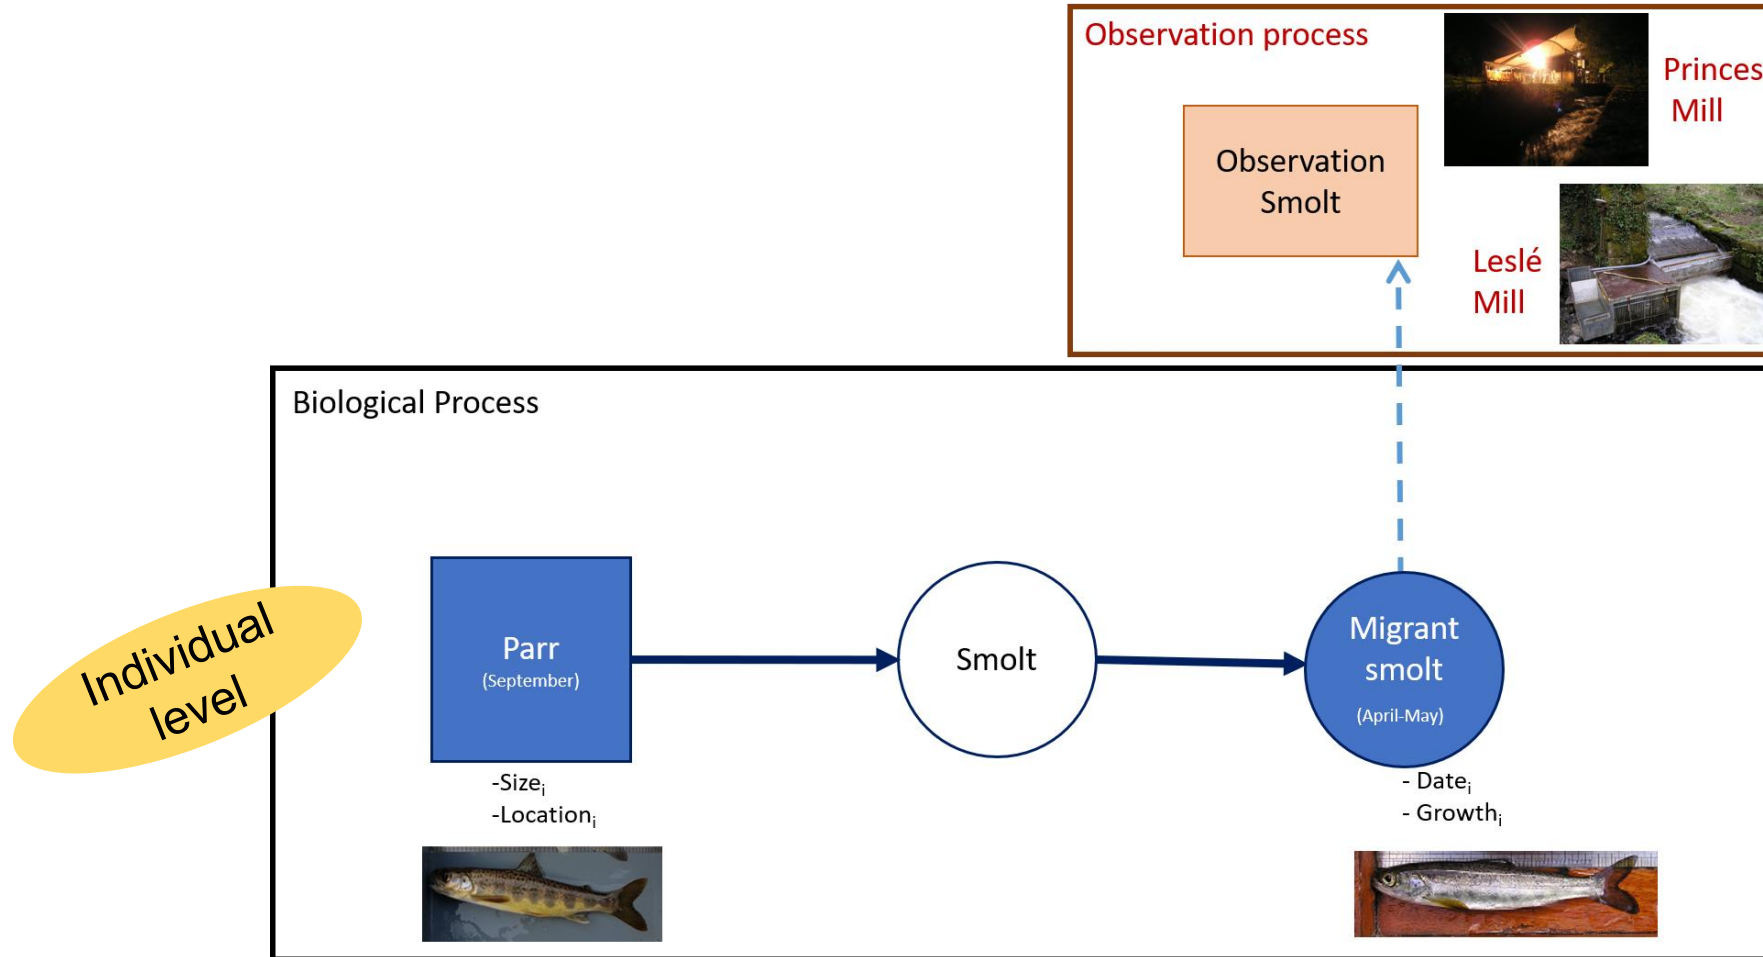 Observation process
Princes
Mill
Observation
Smolt
Leslé
Mill
Biological Process
Individual
level
Parr
(September)
Smolt
Migrant
smolt
(April-May)
-Sizeᵢ
-Locationᵢ
- Dateᵢ
- Growthᵢ